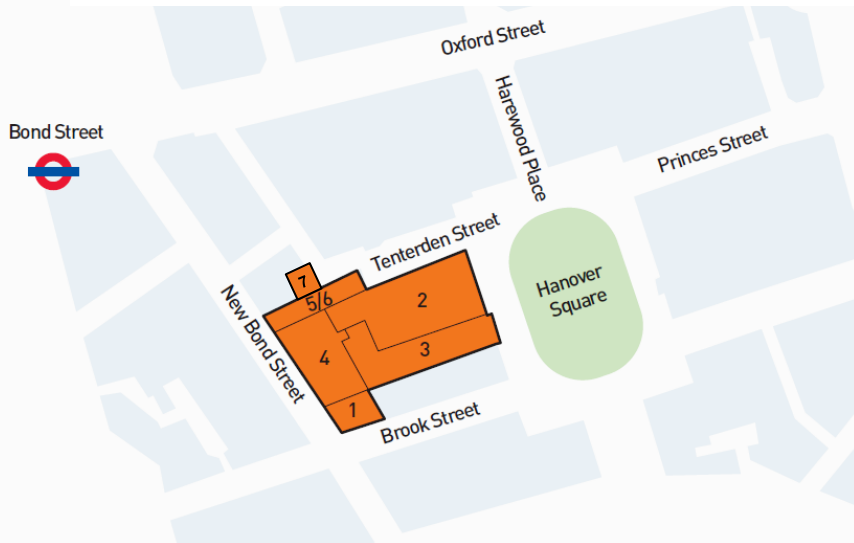 Oxford Street
Bond Street
Harewood Place
Princes Street
Tenterden Street
Hanover
Square
7
5/6
2
New Bond Street
4
3
1
Brook Street